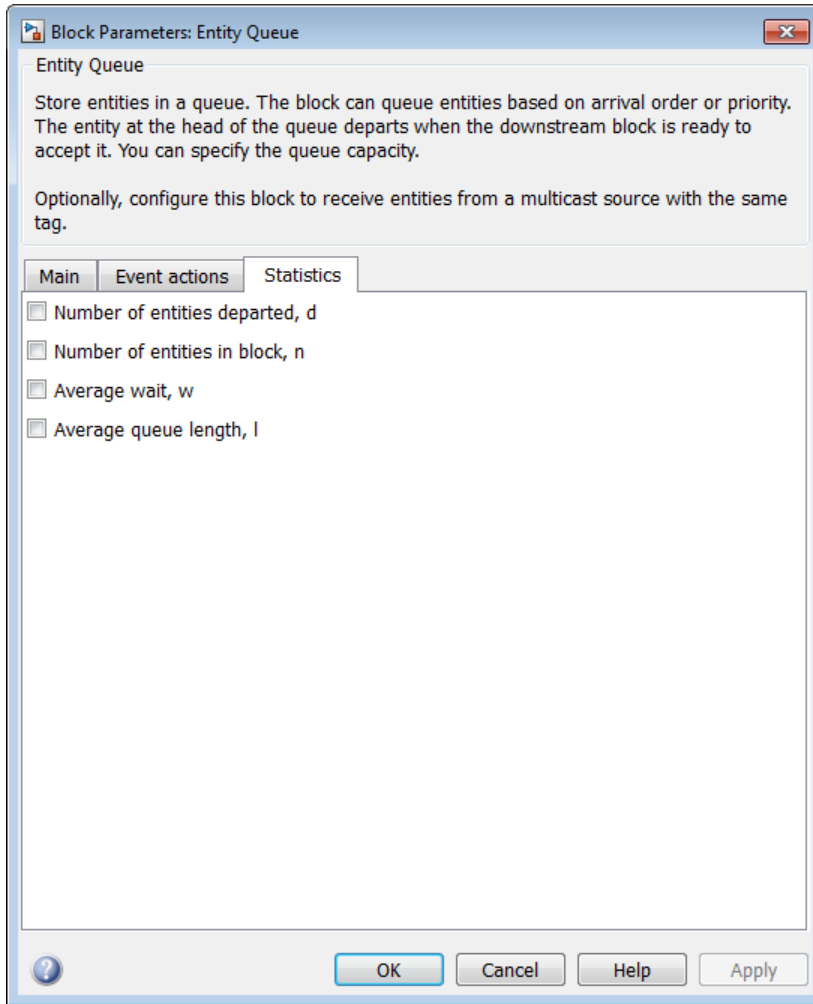 Block Parameters: Entity Queue
Entity Queue
Store entities in a queue. The block can queue entities based on arrival order or priority.
The entity at the head of the queue departs when the downstream block is ready to
accept it. You can specify the queue capacity.
Optionally, configure this block to receive entities from a multicast source with the same
tag.
Main Event actions Statistics
Number of entities departed, d
Number of entities in block, n
Average wait, w
Average queue length, l
? OK Cancel Help Apply